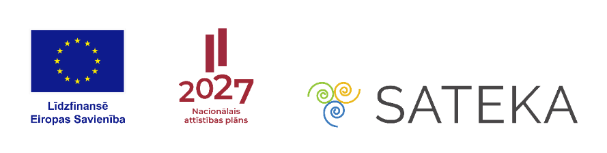 Līdzfinansē
Eiropas Savienība
2027
Nacionālais
attīstības plāns
SATEKA